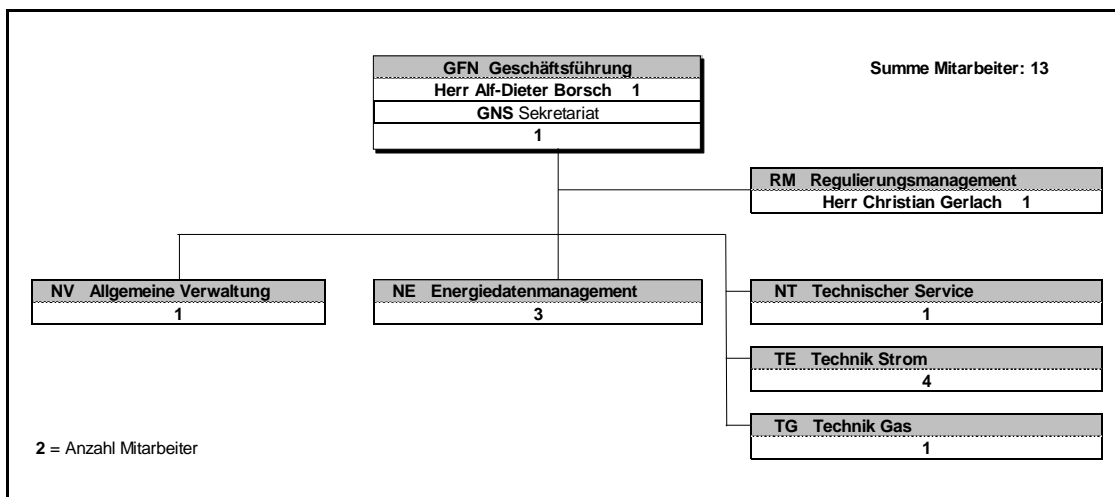 GFN Geschäftsführung
Herr Alf-Dieter Borsch 1
GNS Sekretariat
1
Summe Mitarbeiter: 13
RM Regulierungsmanagement
Herr Christian Gerlach 1
NV Allgemeine Verwaltung
1
NE Energiedatenmanagement
3
NT Technischer Service
1
TE Technik Strom
4
TG Technik Gas
1
2 = Anzahl Mitarbeiter